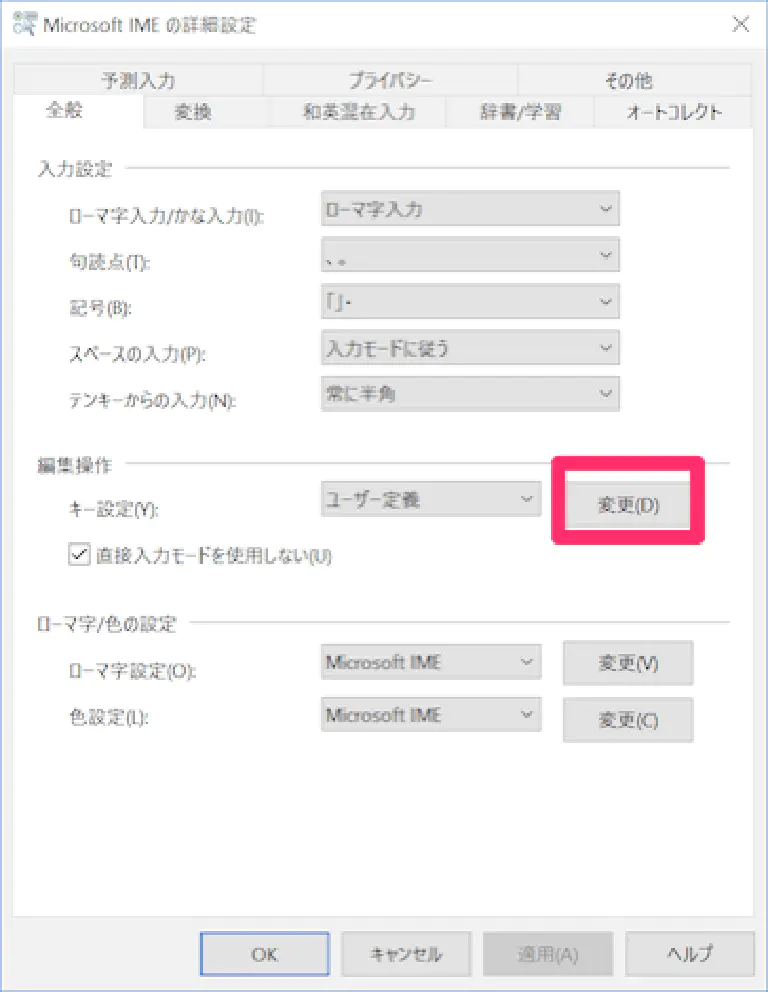 Microsoft IME の詳細設定
予測入力 プライバシー その他
全般 変換 和英混在入力 辞書/学習 オートコレクト
入力設定
ローマ字入力/かな入力(I): ローマ字入力
句読点(T): 、。
記号(B): 「」・
スペースの入力(P): 入力モードに従う
テンキーからの入力(N): 常に半角
編集操作
キー設定(Y): ユーザー定義 変更(D)
直接入力モードを使用しない(U)
ローマ字/色の設定
ローマ字設定(O): Microsoft IME 変更(V)
色設定(L): Microsoft IME 変更(C)
OK キャンセル 適用(A) ヘルプ